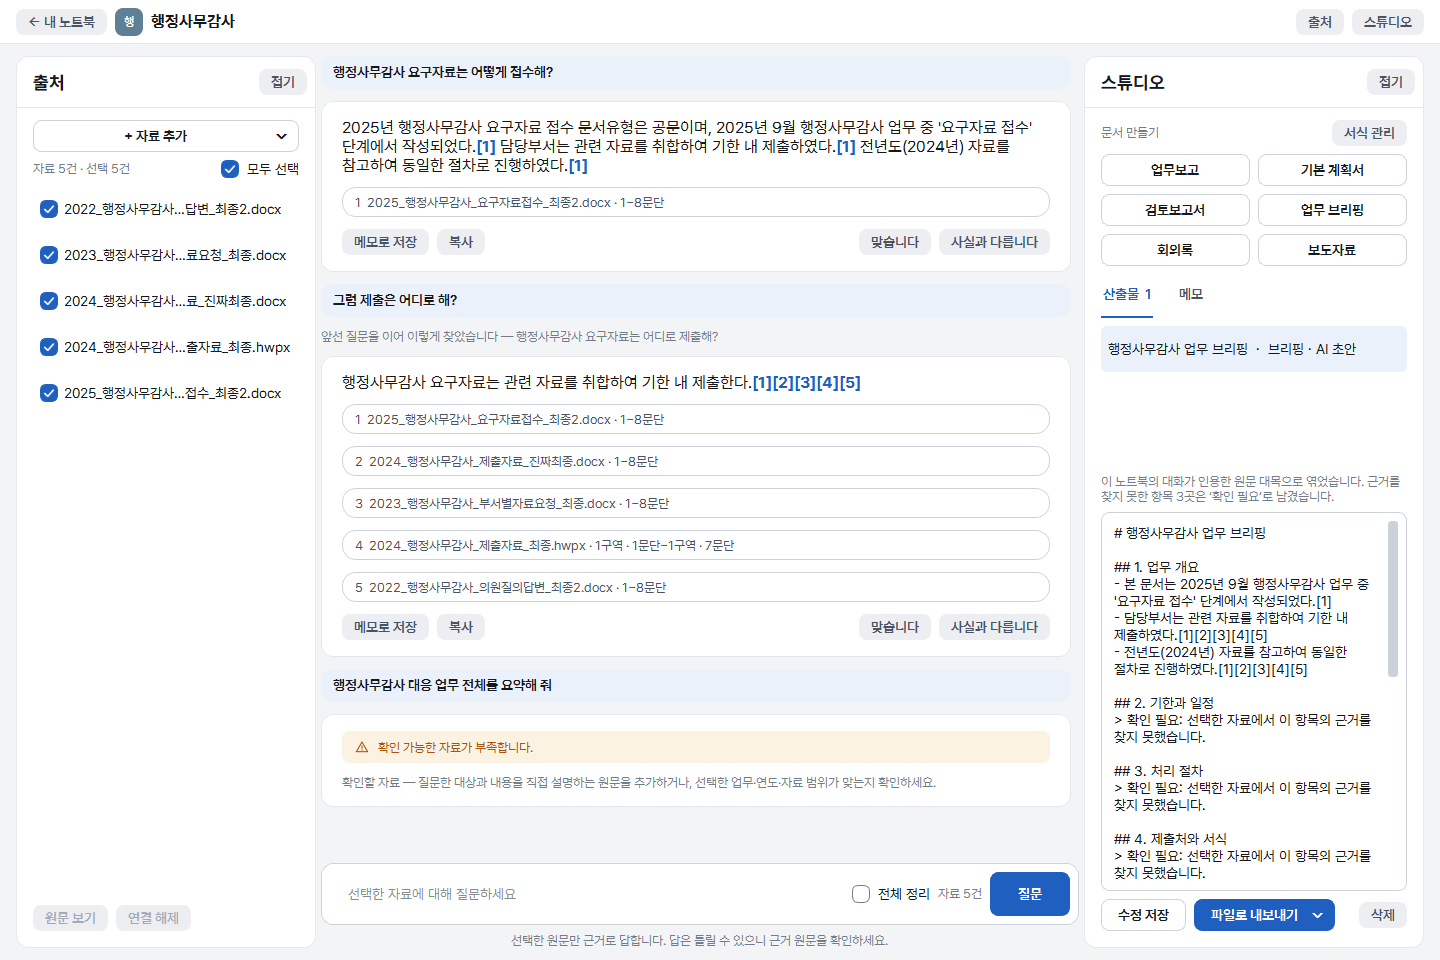 ← 내 노트북
행
행정사무감사
출처
스튜디오
출처
접기
+ 자료 추가
자료 5건 · 선택 5건
모두 선택
2022_행정사무감사...답변_최종2.docx
2023_행정사무감사...료요청_최종.docx
2024_행정사무감사...료_진짜최종.docx
2024_행정사무감사...출자료_최종.hwpx
2025_행정사무감사...접수_최종2.docx
원문 보기
연결 해제
행정사무감사 요구자료는 어떻게 접수해?
2025년 행정사무감사 요구자료 접수 문서유형은 공문이며, 2025년 9월 행정사무감사 업무 중 '요구자료 접수'
단계에서 작성되었다.[1] 담당부서는 관련 자료를 취합하여 기한 내 제출하였다.[1] 전년도(2024년) 자료를
참고하여 동일한 절차로 진행하였다.[1]
1 2025_행정사무감사_요구자료접수_최종2.docx · 1-8문단
메모로 저장
복사
맞습니다
사실과 다릅니다
그럼 제출은 어디로 해?
앞선 질문을 이어 이렇게 찾았습니다 — 행정사무감사 요구자료는 어디로 제출해?
행정사무감사 요구자료는 관련 자료를 취합하여 기한 내 제출한다.[1][2][3][4][5]
1 2025_행정사무감사_요구자료접수_최종2.docx · 1-8문단
2 2024_행정사무감사_제출자료_진짜최종.docx · 1-8문단
3 2023_행정사무감사_부서별자료요청_최종.docx · 1-8문단
4 2024_행정사무감사_제출자료_최종.hwpx · 1구역 · 1문단-1구역 · 7문단
5 2022_행정사무감사_의원질의답변_최종2.docx · 1-8문단
메모로 저장
복사
맞습니다
사실과 다릅니다
행정사무감사 대응 업무 전체를 요약해 줘
확인 가능한 자료가 부족합니다.
확인할 자료 — 질문한 대상과 내용을 직접 설명하는 원문을 추가하거나, 선택한 업무·연도·자료 범위가 맞는지 확인하세요.
선택한 자료에 대해 질문하세요
전체 정리
자료 5건
질문
선택한 원문만 근거로 답합니다. 답은 틀릴 수 있으니 근거 원문을 확인하세요.
스튜디오
접기
문서 만들기
서식 관리
업무보고
기본 계획서
검토보고서
업무 브리핑
회의록
보도자료
산출물 1
메모
행정사무감사 업무 브리핑 · 브리핑 · AI 초안
이 노트북의 대화가 인용한 원문 대목으로 엮었습니다. 근거를
찾지 못한 항목 3곳은 '확인 필요'로 남겼습니다.
# 행정사무감사 업무 브리핑
## 1. 업무 개요
- 본 문서는 2025년 9월 행정사무감사 업무 중
'요구자료 접수' 단계에서 작성되었다.[1]
- 담당부서는 관련 자료를 취합하여 기한 내
제출하였다.[1][2][3][4][5]
- 전년도(2024년) 자료를 참고하여 동일한
절차로 진행하였다.[1][2][3][4][5]
## 2. 기한과 일정
> 확인 필요: 선택한 자료에서 이 항목의 근거를
찾지 못했습니다.
## 3. 처리 절차
> 확인 필요: 선택한 자료에서 이 항목의 근거를
찾지 못했습니다.
## 4. 제출처와 서식
> 확인 필요: 선택한 자료에서 이 항목의 근거를
찾지 못했습니다.
수정 저장
파일로 내보내기
삭제